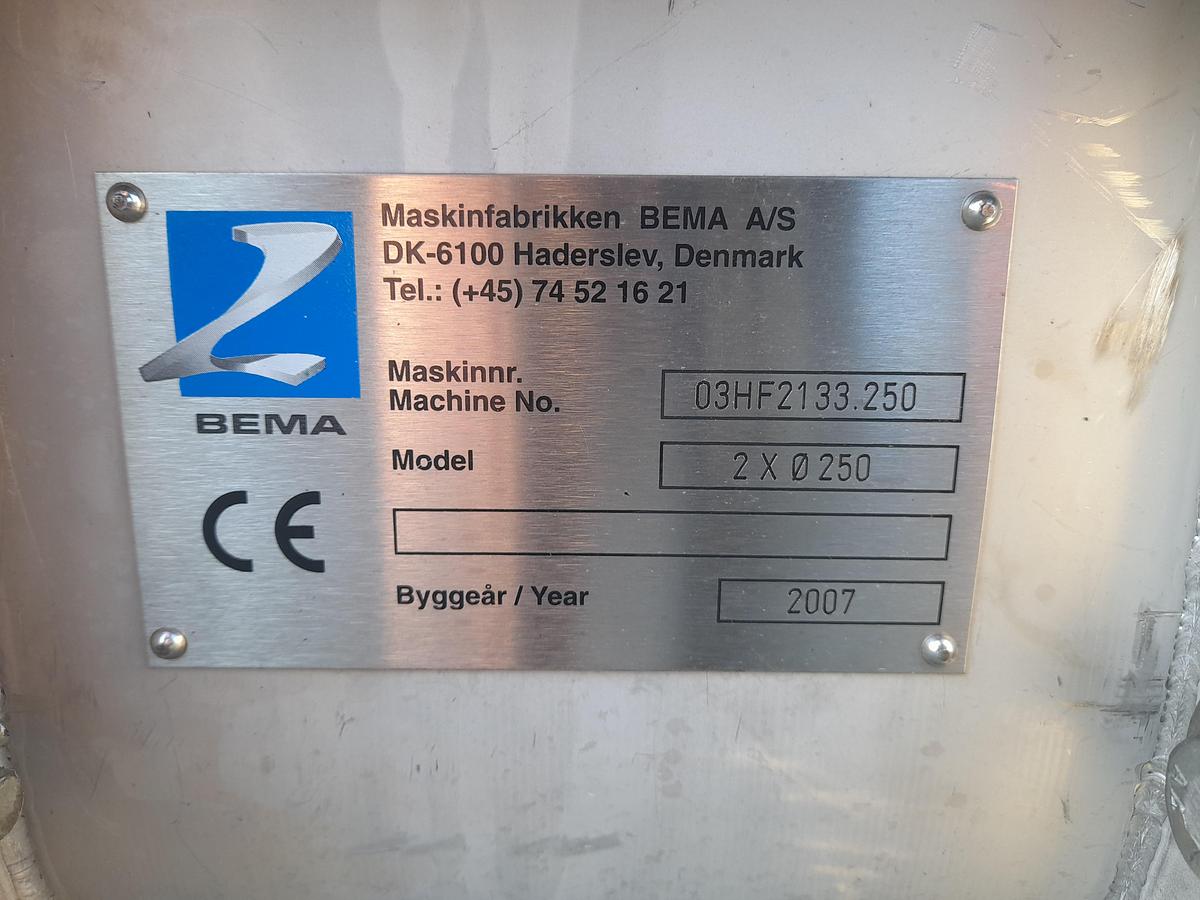 Maskinfabrikken BEMA A/S
DK-6100 Haderslev, Denmark
Tel.: (+45) 74 52 16 21
BEMA
Maskinnr.
Machine No. 03HF2133.250
Model 2 X Ø 250
CE
Byggeår / Year 2007